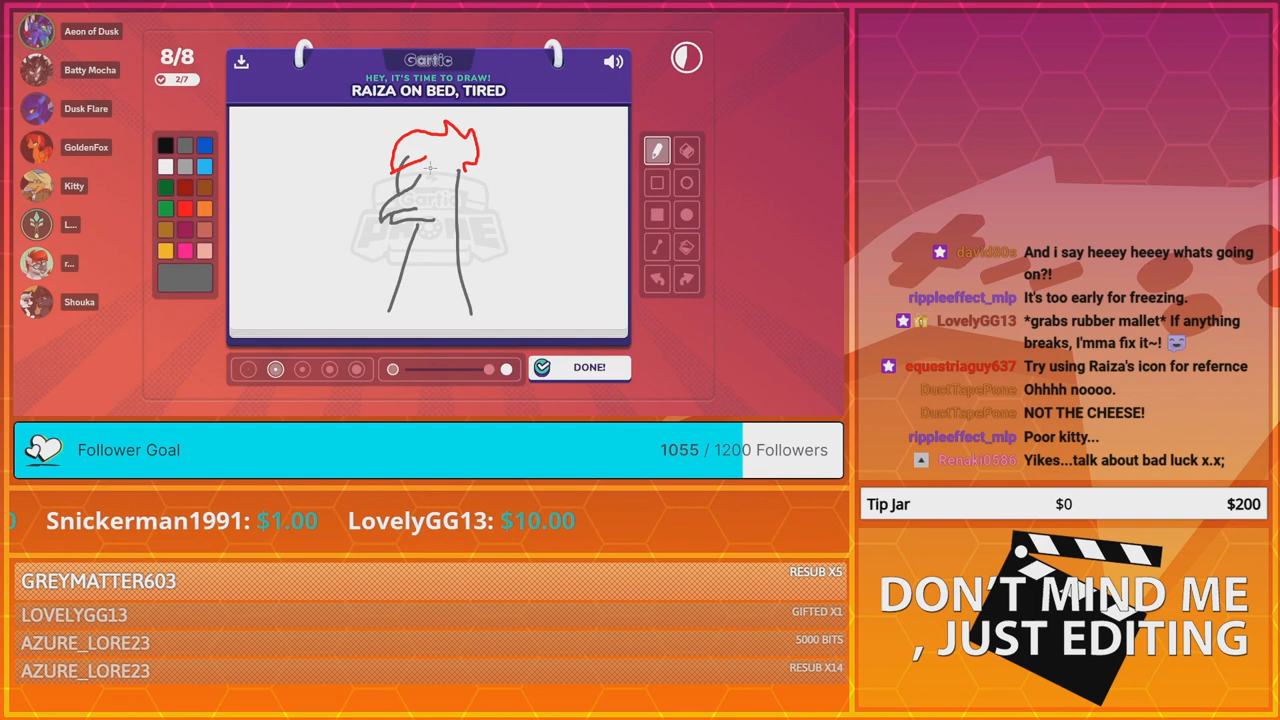 Aeon of Dusk
Batty Mocha
Dusk Flare
GoldenFox
Kitty
L...
r...
Shouka
8/8
2/7
Gartic
HEY, IT'S TIME TO DRAW!
RAIZA ON BED, TIRED
Gartic
PHONE
DONE!
Follower Goal
1055 / 1200 Followers
Snickerman1991: $1.00 LovelyGG13: $10.00
GREYMATTER603 RESUB X5
LOVELYGG13 GIFTED X1
AZURE_LORE23 5000 BITS
AZURE_LORE23 RESUB X14
david80s And i say heeey heeey whats going
on?!
rippleeffect_mlp It's too early for freezing.
LovelyGG13 *grabs rubber mallet* If anything
breaks, I'mma fix it~!
equestriaguy637 Try using Raiza's icon for refernce
DuctTapePone Ohhhh noooo.
DuctTapePone NOT THE CHEESE!
rippleeffect_mlp Poor kitty...
Renaki0586 Yikes...talk about bad luck x.x;
Tip Jar $0 $200
DON'T MIND ME
, JUST EDITING